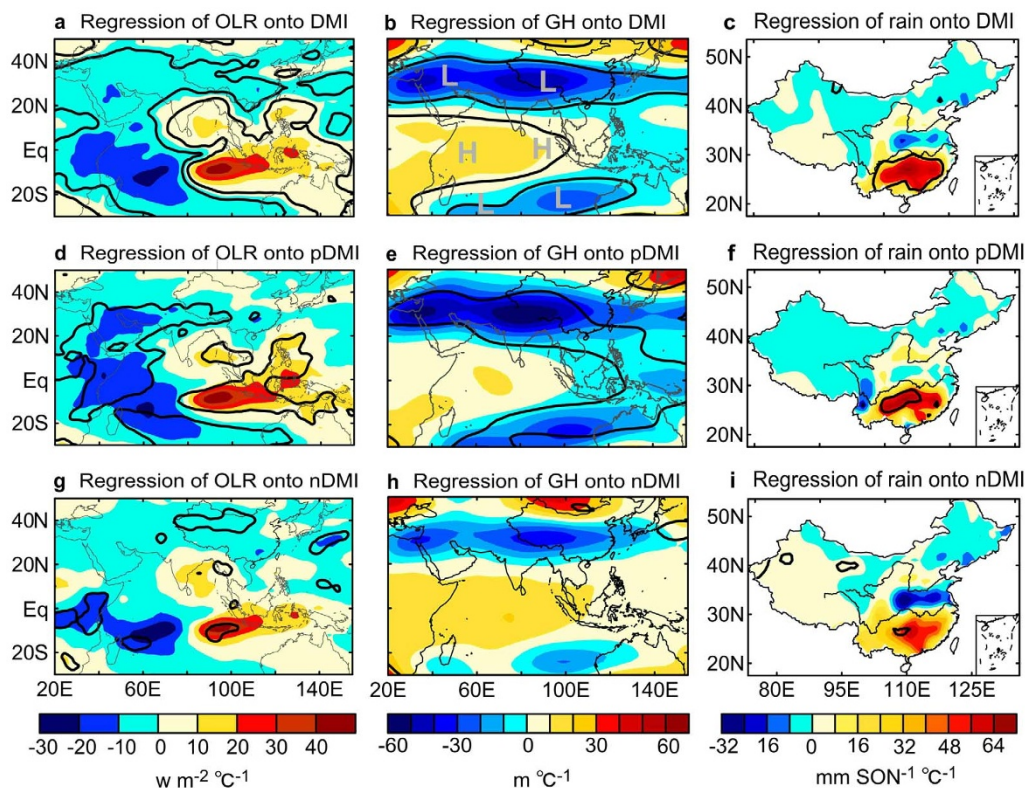 a Regression of OLR onto DMI
b Regression of GH onto DMI
c Regression of rain onto DMI
40N
20N
Eq
20S
L
L
H
H
L
L
50N
40N
30N
20N
d Regression of OLR onto pDMI
e Regression of GH onto pDMI
f Regression of rain onto pDMI
40N
20N
Eq
20S
50N
40N
30N
20N
g Regression of OLR onto nDMI
h Regression of GH onto nDMI
i Regression of rain onto nDMI
40N
20N
Eq
20S
50N
40N
30N
20N
20E 60E 100E 140E
20E 60E 100E 140E
80E 95E 110E 125E
-30 -20 -10 0 10 20 30 40
-60 -30 0 30 60
-32 16 0 16 32 48 64
w m⁻² °C⁻¹
m °C⁻¹
mm SON⁻¹ °C⁻¹